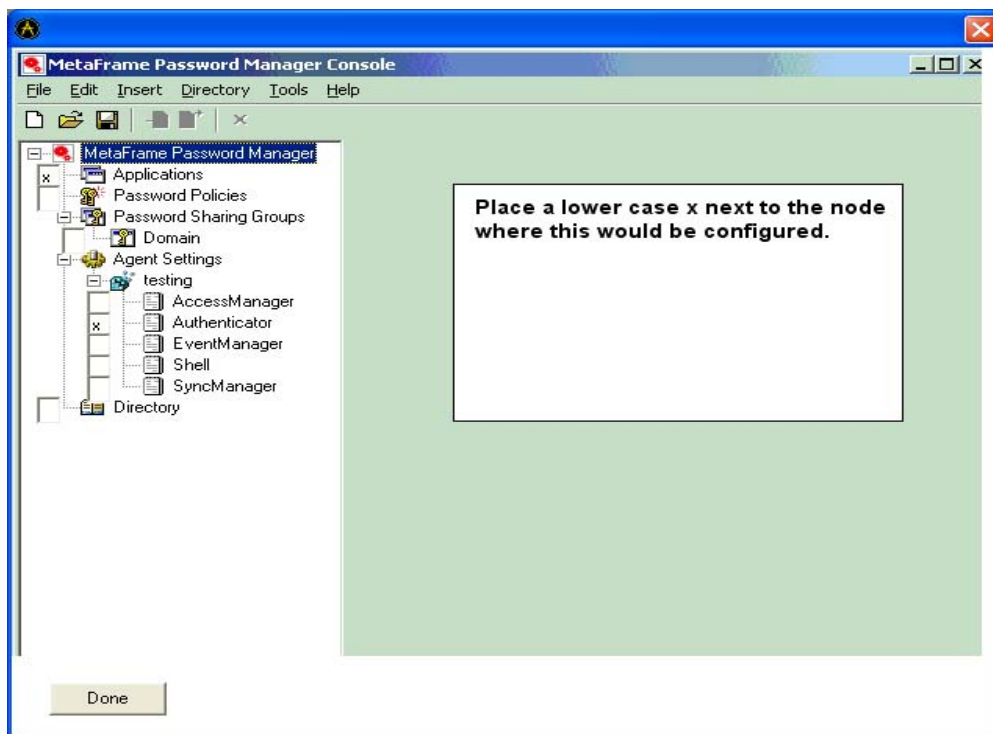 MetaFrame Password Manager Console
File Edit Insert Directory Tools Help
MetaFrame Password Manager
x Applications
Password Policies
Password Sharing Groups
Domain
Agent Settings
testing
AccessManager
x Authenticator
EventManager
Shell
SyncManager
Directory
Place a lower case x next to the node
where this would be configured.
Done